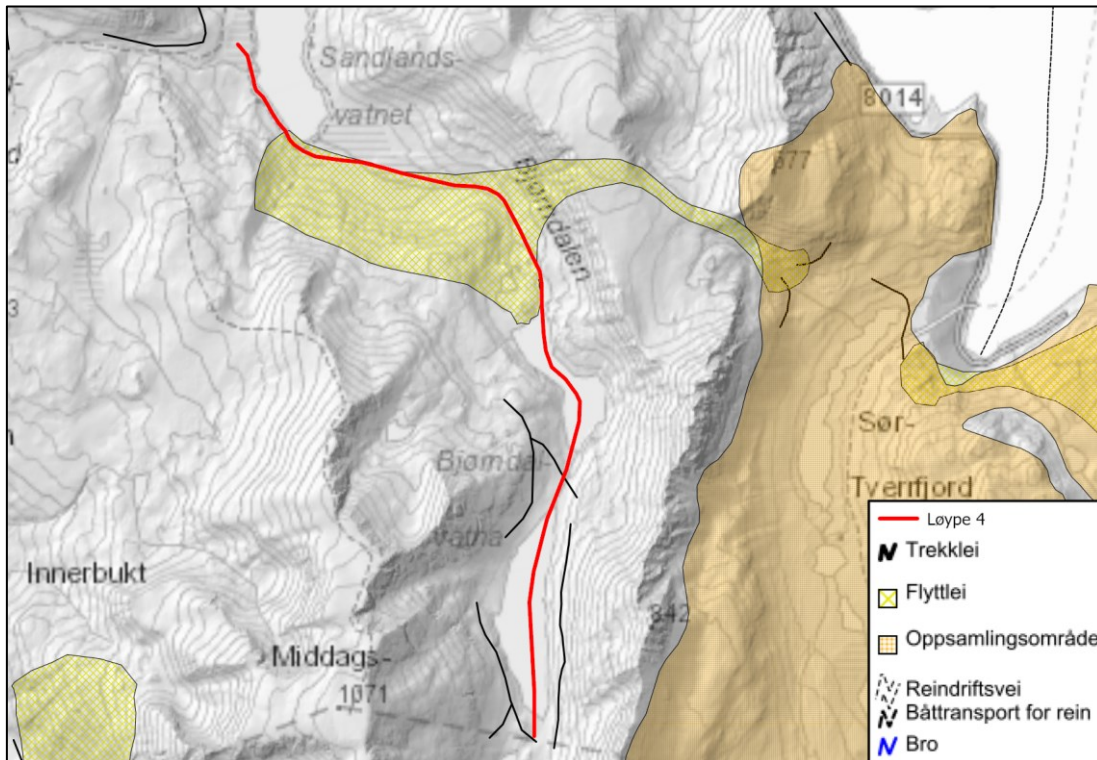 Sandlands-
vatnet
8014
677
Bjørndalen
Sør-
Tverrfjord
Bjørndal-
vatna
Innerbukt
842
Middags-
1071
Løype 4
Trekklei
Flyttlei
Oppsamlingsområde
Reindriftsvei
Båttransport for rein
Bro